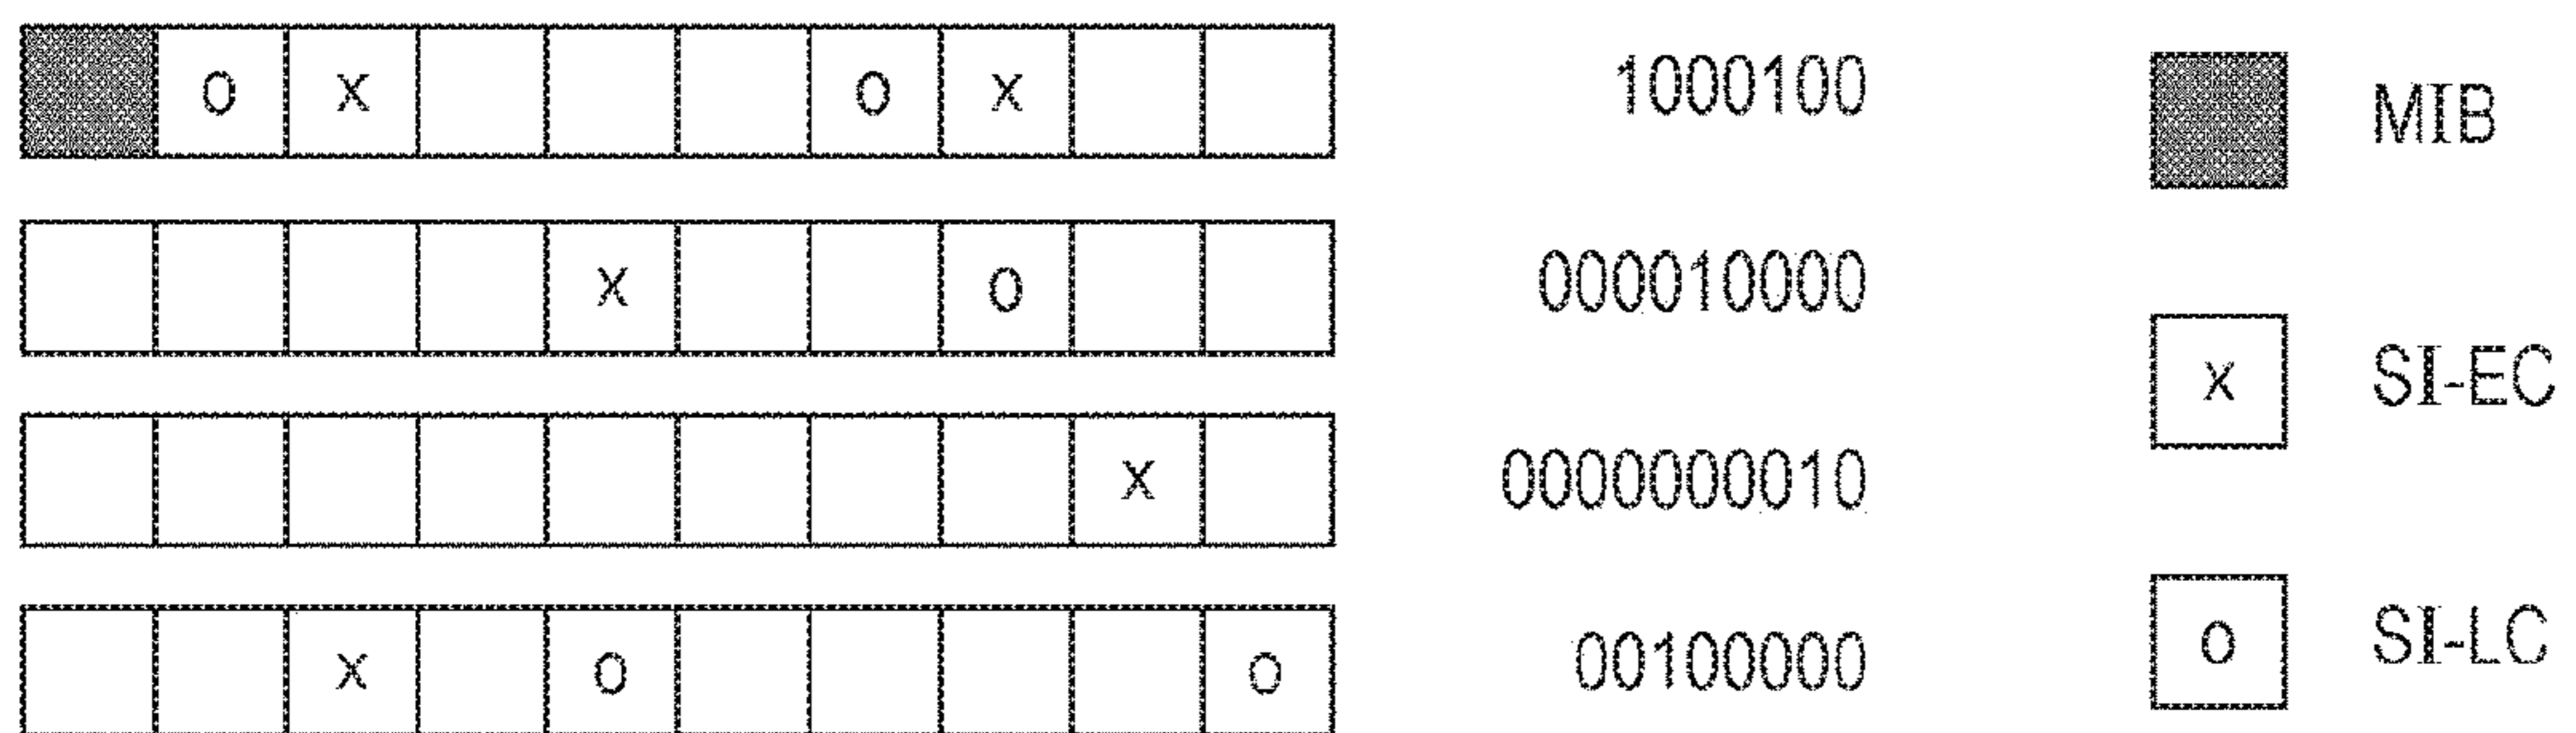 O X O X 1000100 MIB
X O 000010000
X SI-EC
X 0000000010
X O O 00100000 O SI-LC